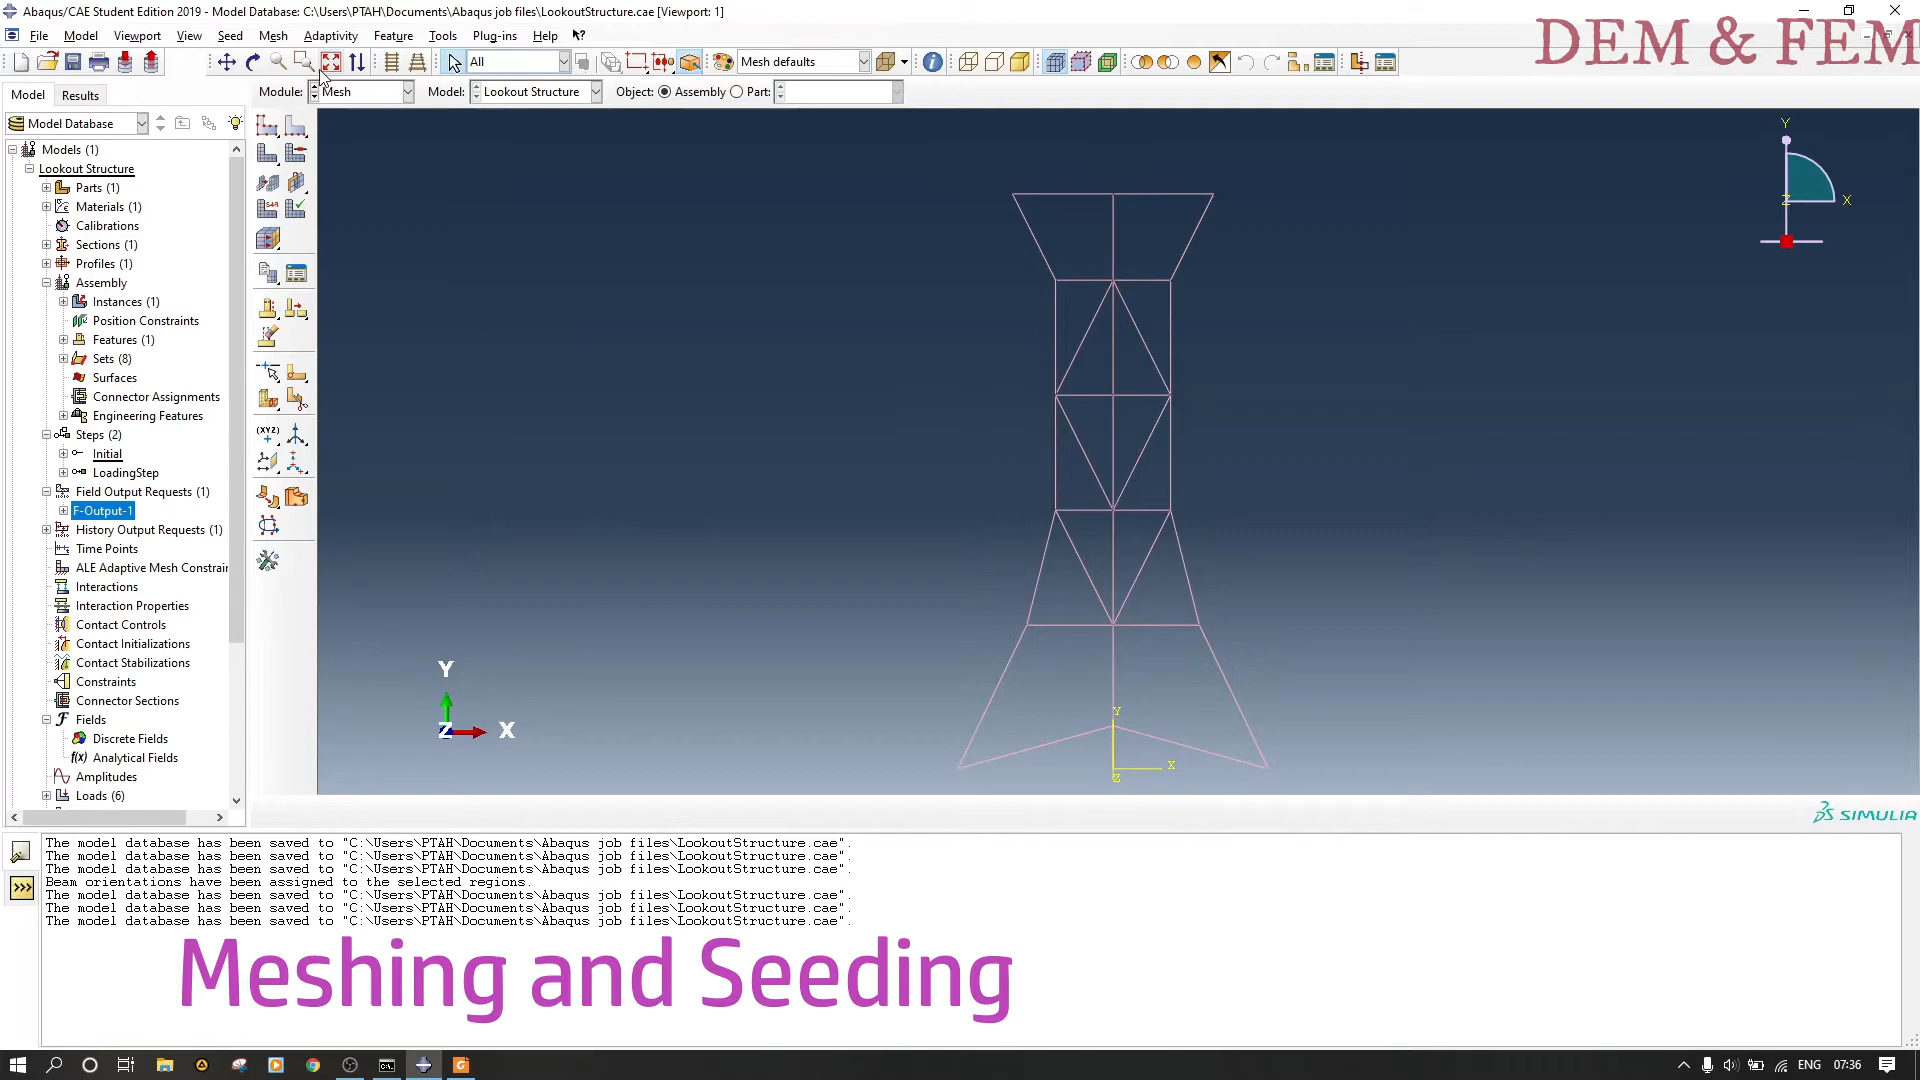 Abaqus/CAE Student Edition 2019 - Model Database: C:\Users\PTAH\Documents\Abaqus job files\LookoutStructure.cae [Viewport: 1]
DEM & FEM
File Model Viewport View Seed Mesh Adaptivity Feature Tools Plug-ins Help
All
Mesh defaults
Model Results
Module: Mesh Model: Lookout Structure Object: Assembly Part:
Model Database
Models (1)
Lookout Structure
Parts (1)
Materials (1)
Calibrations
Sections (1)
Profiles (1)
Assembly
Instances (1)
Position Constraints
Features (1)
Sets (8)
Surfaces
Connector Assignments
Engineering Features
Steps (2)
Initial
LoadingStep
Field Output Requests (1)
F-Output-1
History Output Requests (1)
Time Points
ALE Adaptive Mesh Constrain
Interactions
Interaction Properties
Contact Controls
Contact Initializations
Contact Stabilizations
Constraints
Connector Sections
Fields
Discrete Fields
f(x) Analytical Fields
Amplitudes
Loads (6)
S4R
(XYZ)
Y
Z X
Y
Z X
Y
X
Z
SIMULIA
The model database has been saved to "C:\Users\PTAH\Documents\Abaqus job files\LookoutStructure.cae".
The model database has been saved to "C:\Users\PTAH\Documents\Abaqus job files\LookoutStructure.cae".
The model database has been saved to "C:\Users\PTAH\Documents\Abaqus job files\LookoutStructure.cae".
Beam orientations have been assigned to the selected regions.
The model database has been saved to "C:\Users\PTAH\Documents\Abaqus job files\LookoutStructure.cae".
The model database has been saved to "C:\Users\PTAH\Documents\Abaqus job files\LookoutStructure.cae".
The model database has been saved to "C:\Users\PTAH\Documents\Abaqus job files\LookoutStructure.cae".
>>>
Meshing and Seeding
ENG 07:36